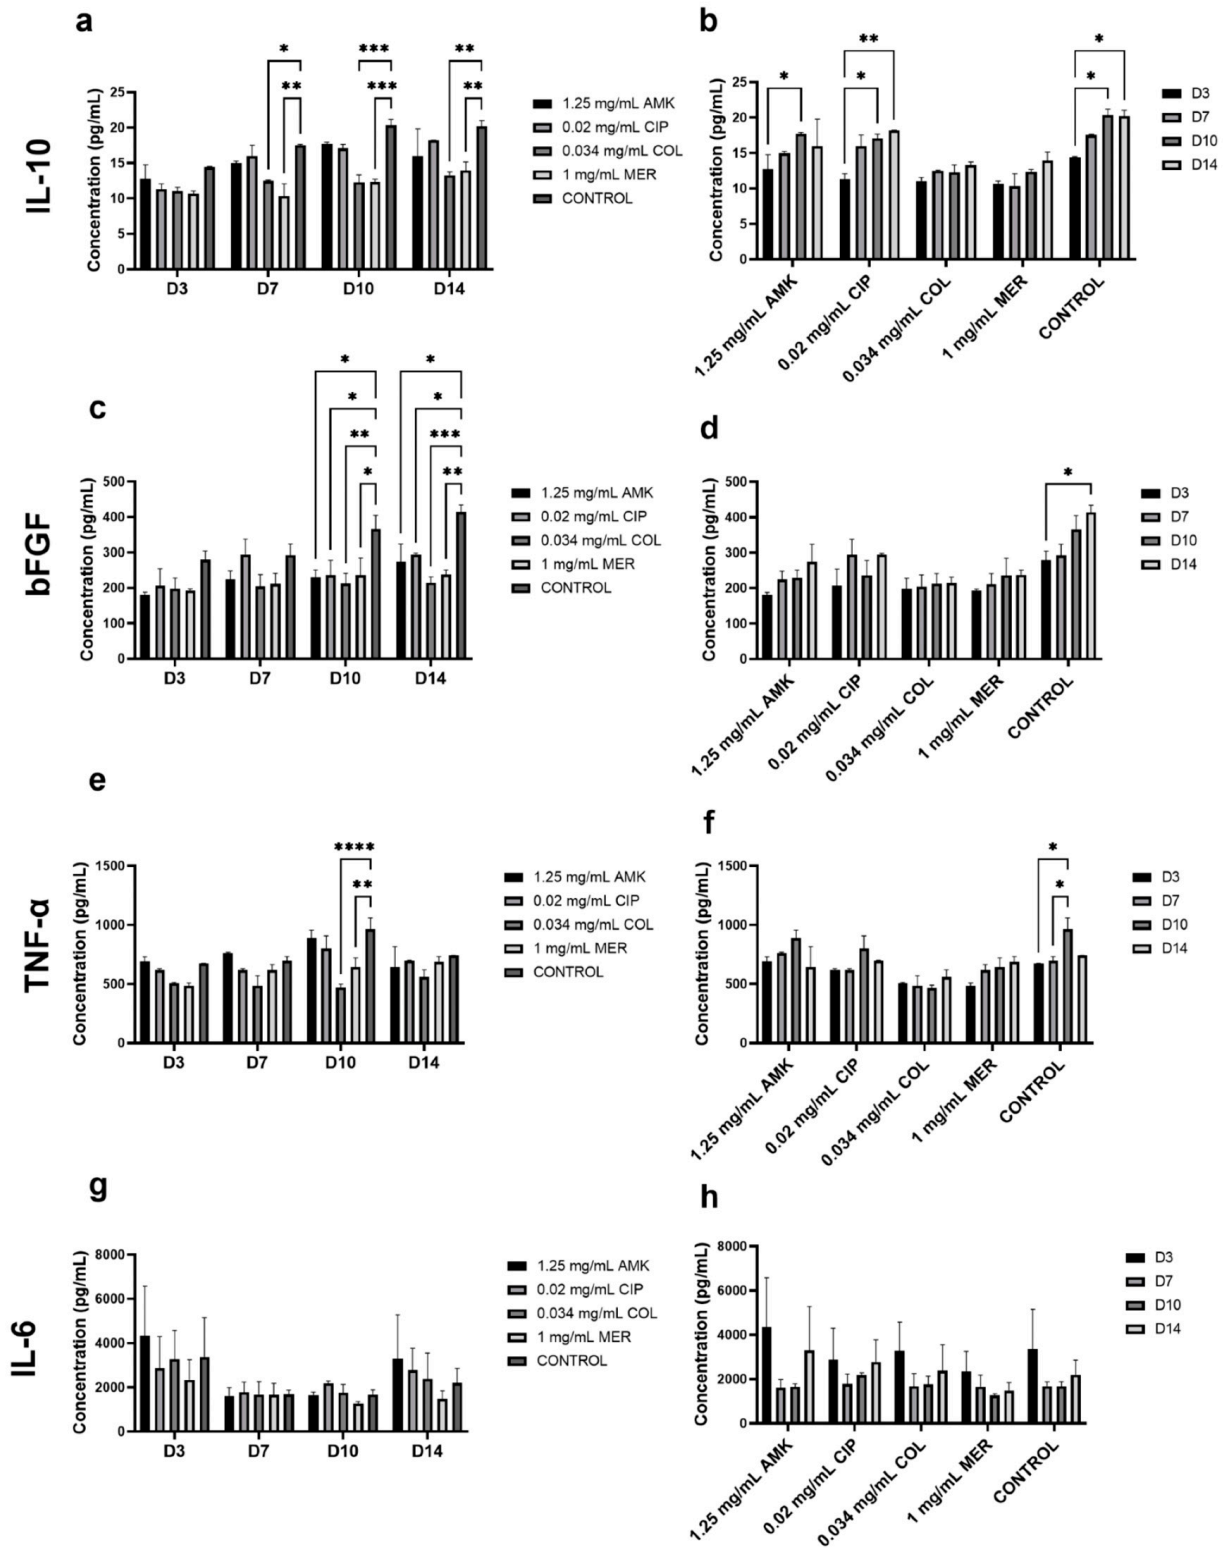 a
IL-10
Concentration (pg/mL)
25
20
15
10
5
0
*
**
***
***
**
**
D3
D7
D10
D14
1.25 mg/mL AMK
0.02 mg/mL CIP
0.034 mg/mL COL
1 mg/mL MER
CONTROL
b
Concentration (pg/mL)
25
20
15
10
5
0
*
**
*
*
*
1.25 mg/mL AMK
0.02 mg/mL CIP
0.034 mg/mL COL
1 mg/mL MER
CONTROL
D3
D7
D10
D14
c
bFGF
Concentration (pg/mL)
500
400
300
200
100
0
*
*
**
*
*
*
***
**
D3
D7
D10
D14
1.25 mg/mL AMK
0.02 mg/mL CIP
0.034 mg/mL COL
1 mg/mL MER
CONTROL
d
Concentration (pg/mL)
500
400
300
200
100
0
*
1.25 mg/mL AMK
0.02 mg/mL CIP
0.034 mg/mL COL
1 mg/mL MER
CONTROL
D3
D7
D10
D14
e
TNF-α
Concentration (pg/mL)
1500
1000
500
0
****
**
D3
D7
D10
D14
1.25 mg/mL AMK
0.02 mg/mL CIP
0.034 mg/mL COL
1 mg/mL MER
CONTROL
f
Concentration (pg/mL)
1500
1000
500
0
*
*
1.25 mg/mL AMK
0.02 mg/mL CIP
0.034 mg/mL COL
1 mg/mL MER
CONTROL
D3
D7
D10
D14
g
IL-6
Concentration (pg/mL)
8000
6000
4000
2000
0
D3
D7
D10
D14
1.25 mg/mL AMK
0.02 mg/mL CIP
0.034 mg/mL COL
1 mg/mL MER
CONTROL
h
Concentration (pg/mL)
8000
6000
4000
2000
0
1.25 mg/mL AMK
0.02 mg/mL CIP
0.034 mg/mL COL
1 mg/mL MER
CONTROL
D3
D7
D10
D14